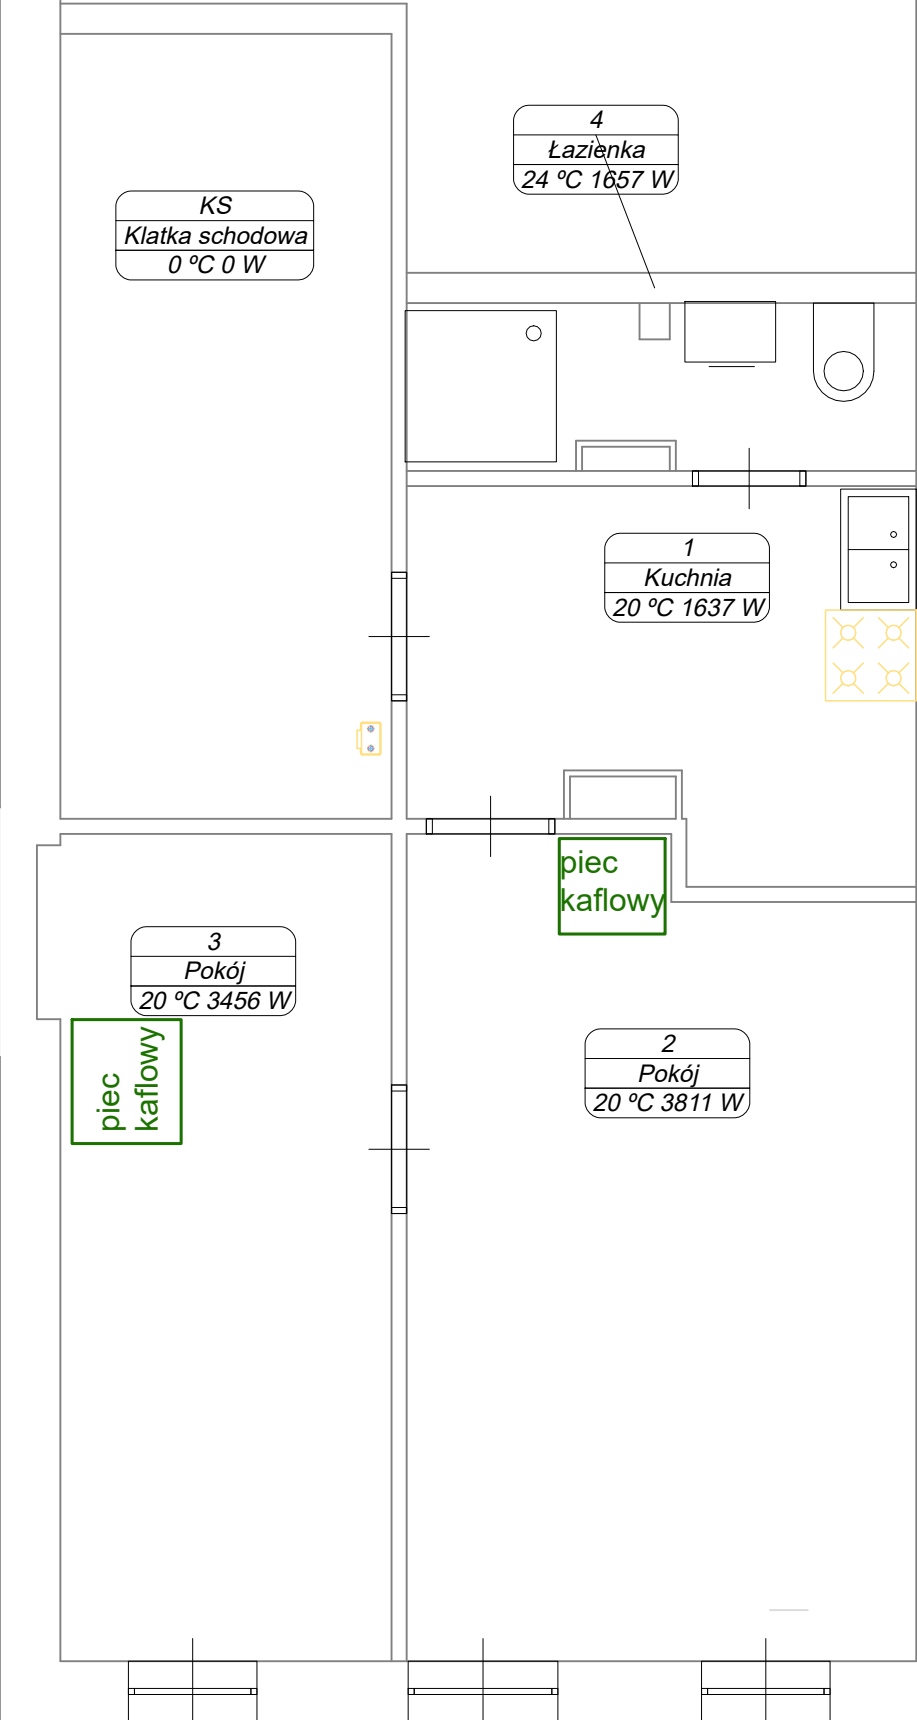 4
Łazienka
24 ºC 1657 W
KS
Klatka schodowa
0 ºC 0 W
1
Kuchnia
20 ºC 1637 W
piec
kaflowy
3
Pokój
20 ºC 3456 W
piec
kaflowy
2
Pokój
20 ºC 3811 W